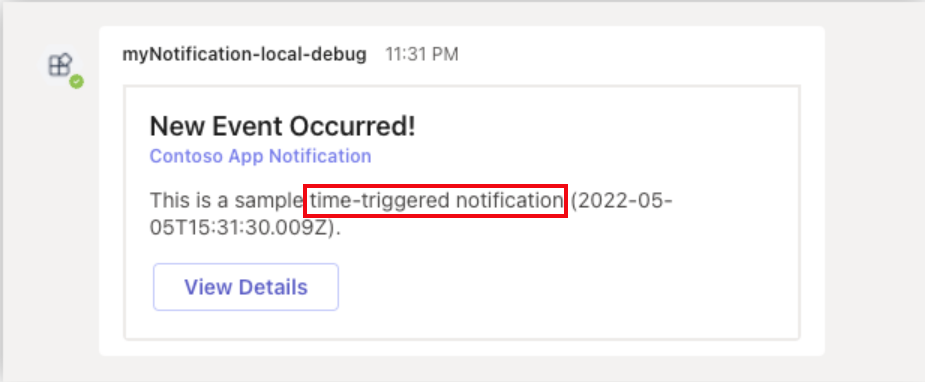 myNotification-local-debug 11:31 PM
New Event Occurred!
Contoso App Notification
This is a sample time-triggered notification (2022-05-
05T15:31:30.009Z).
View Details